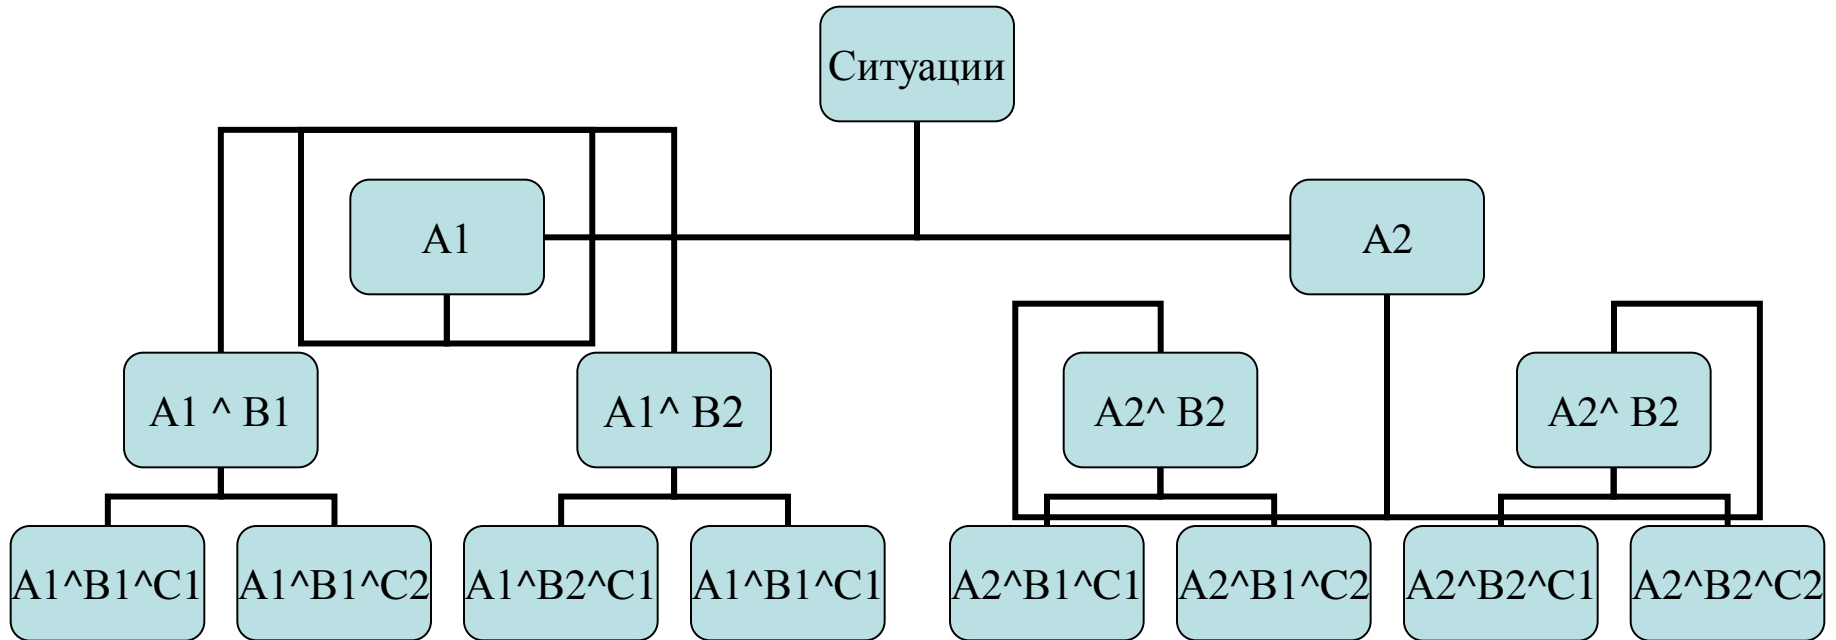 Ситуации
A1
A2
A1 ^ B1
A1^ B2
A2^ B2
A2^ B2
A1^B1^C1
A1^B1^C2
A1^B2^C1
A1^B1^C1
A2^B1^C1
A2^B1^C2
A2^B2^C1
A2^B2^C2